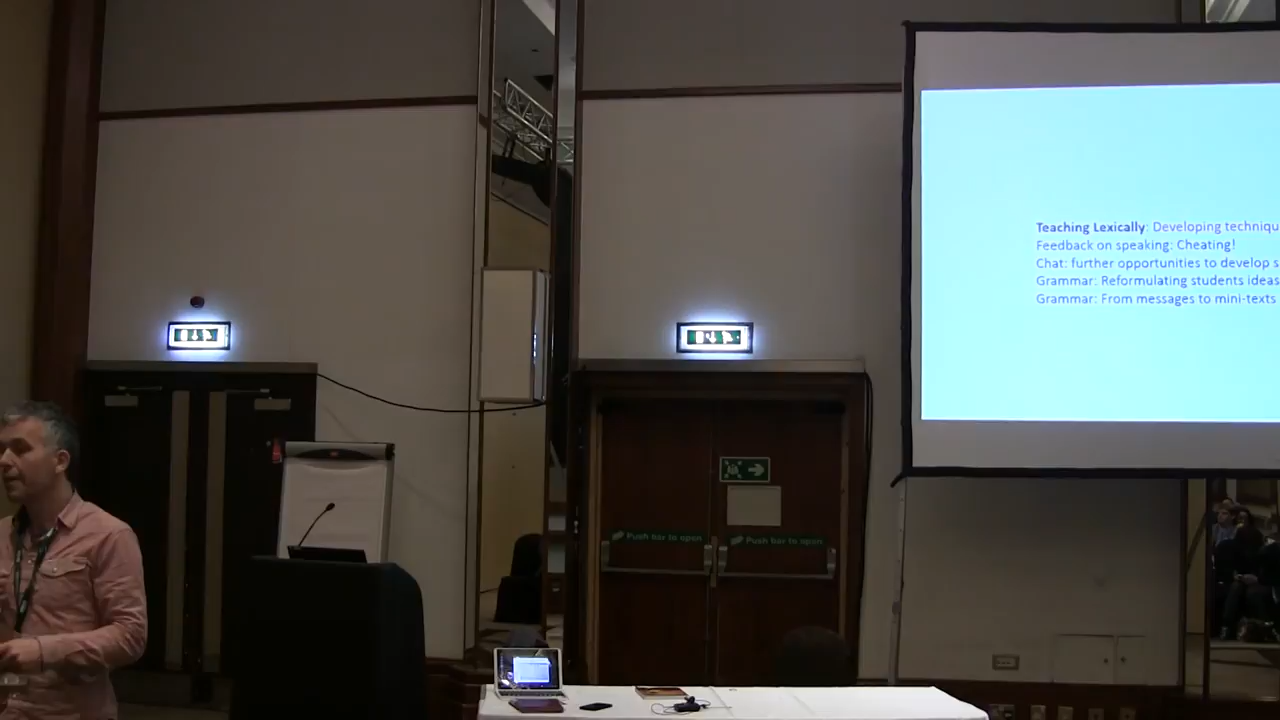 Teaching Lexically: Developing techniqu
Feedback on speaking: Cheating!
Chat: further opportunities to develop s
Grammar: Reformulating students ideas
Grammar: From messages to mini-texts
Push bar to open
Push bar to open